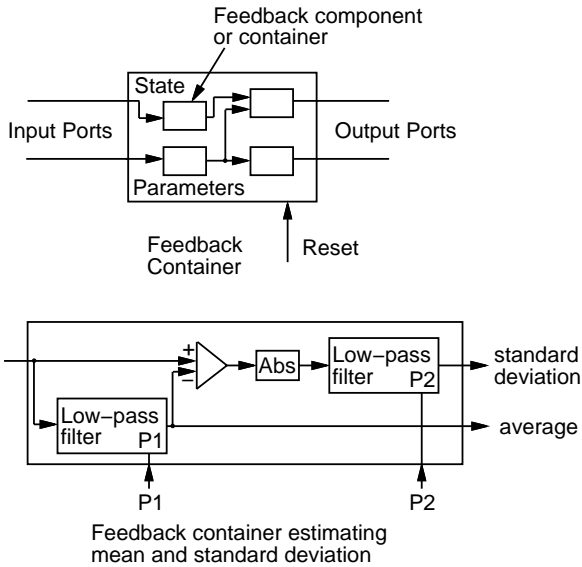 Feedback component
or container
State
Input Ports
Output Ports
Parameters
Feedback
Container
Reset
+
−
Abs
Low−pass
filter
P2
standard
deviation
Low−pass
filter
P1
average
P1
P2
Feedback container estimating
mean and standard deviation